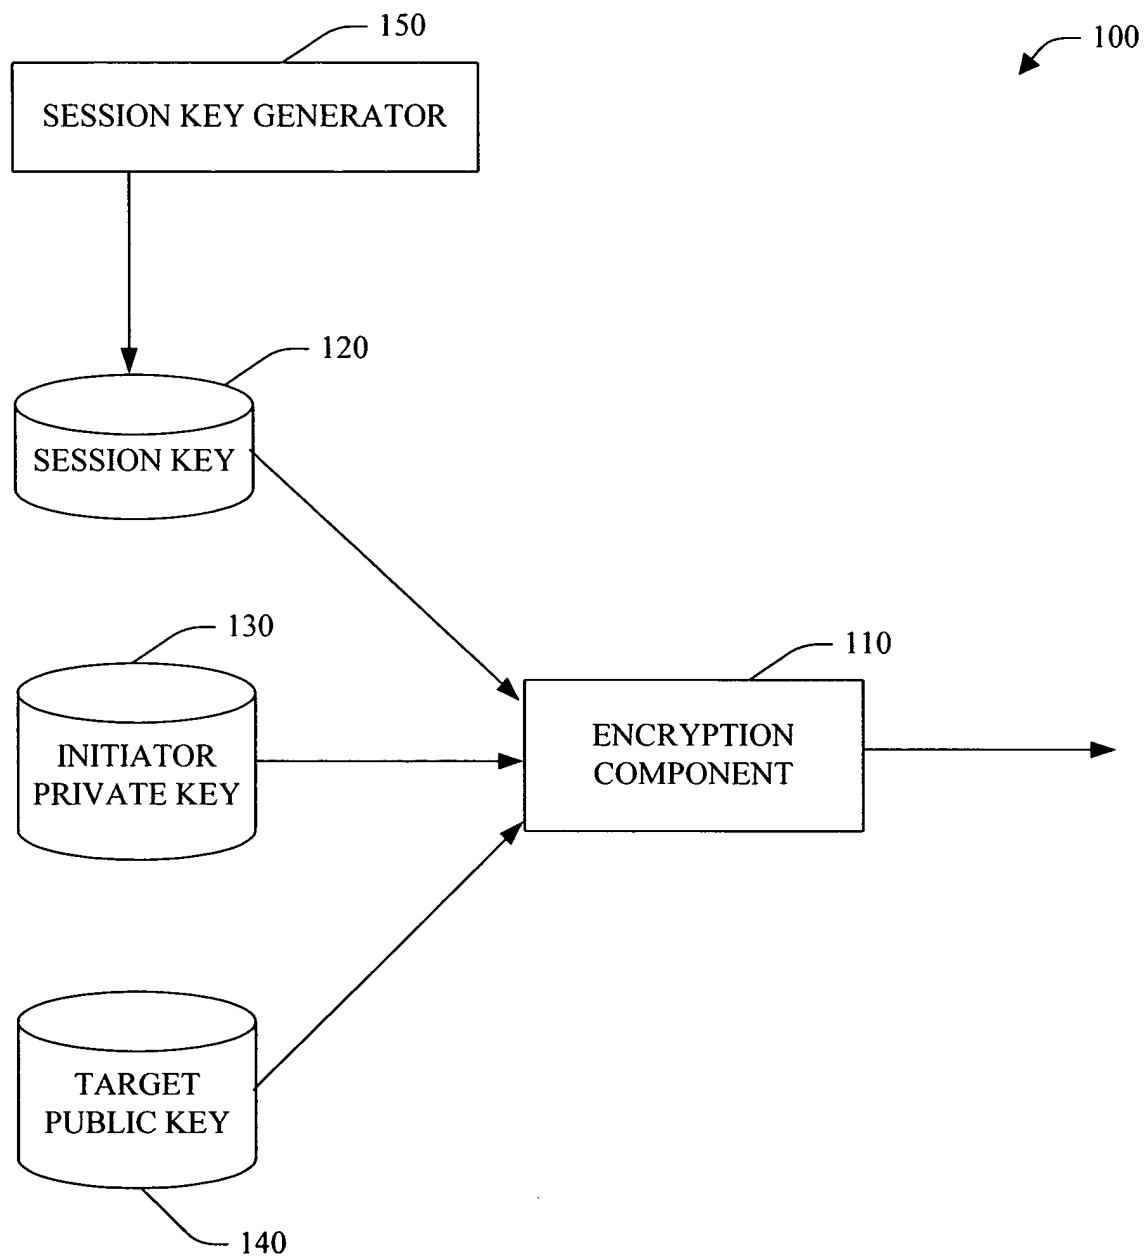 150
100
SESSION KEY GENERATOR
120
SESSION KEY
130
INITIATOR
PRIVATE KEY
110
ENCRYPTION
COMPONENT
TARGET
PUBLIC KEY
140